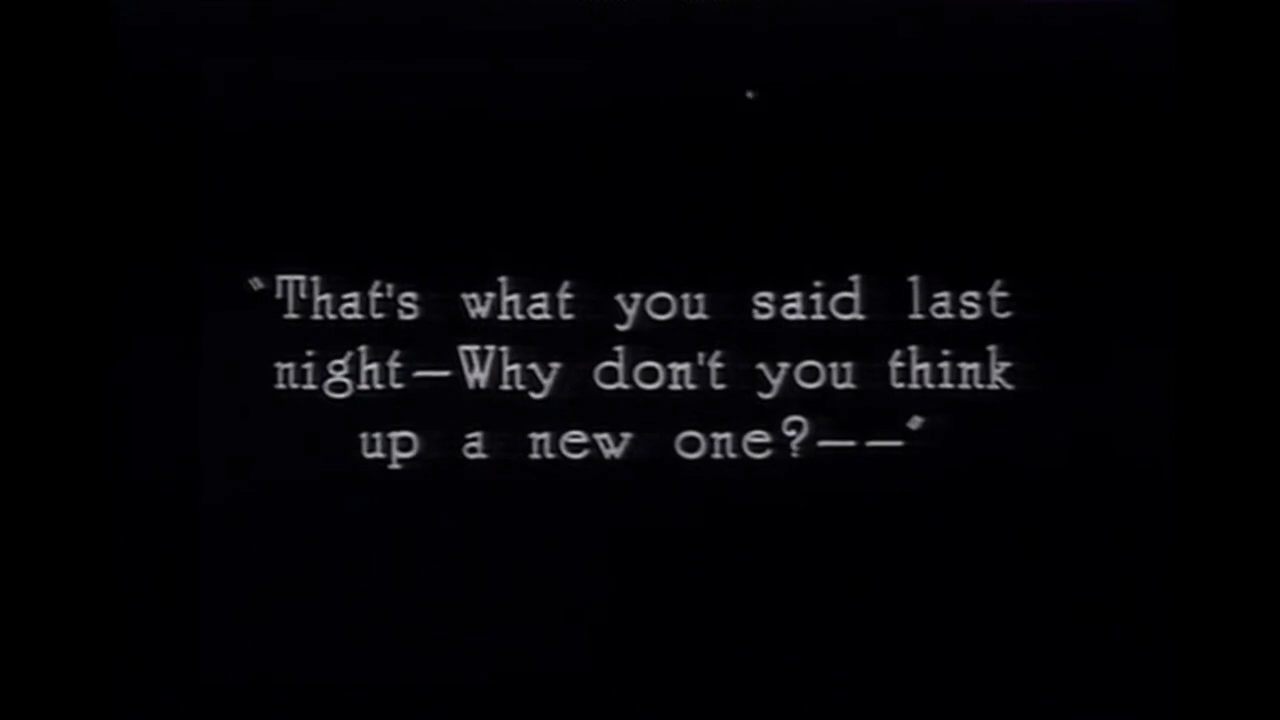 "That's what you said last
night—Why don't you think
up a new one?——"